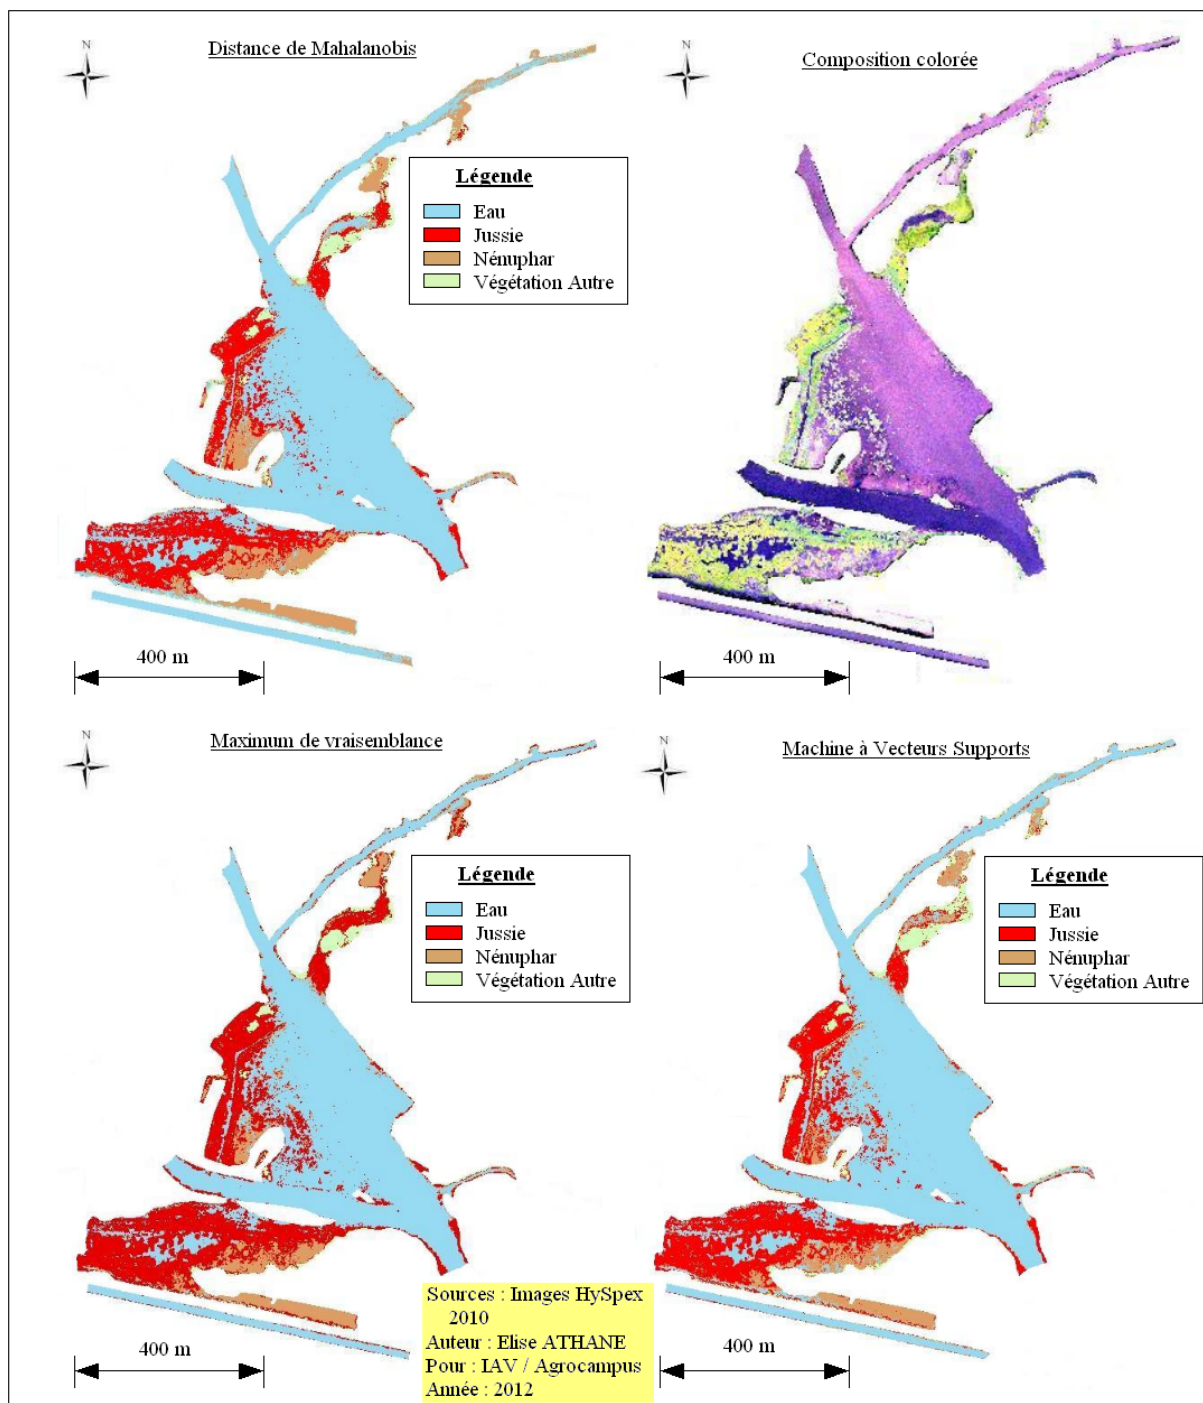 N
Distance de Mahalanobis
Légende
Eau
Jussie
Nénuphar
Végétation Autre
400 m
N
Composition colorée
400 m
N
Maximum de vraisemblance
Légende
Eau
Jussie
Nénuphar
Végétation Autre
400 m
N
Machine à Vecteurs Supports
Légende
Eau
Jussie
Nénuphar
Végétation Autre
400 m
Sources : Images HySpex
2010
Auteur : Elise ATHANE
Pour : IAV / Agrocampus
Année : 2012